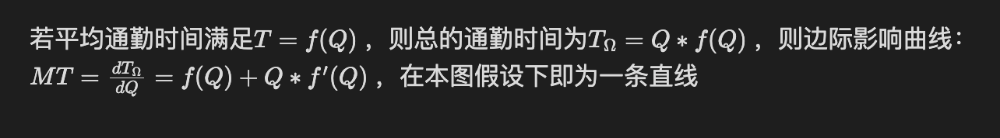 若平均通勤时间满足T = f(Q)，则总的通勤时间为T_Ω = Q * f(Q)，则边际影响曲线：
MT = \frac{dT_Ω}{dQ} = f(Q) + Q * f′(Q)，在本图假设下即为一条直线